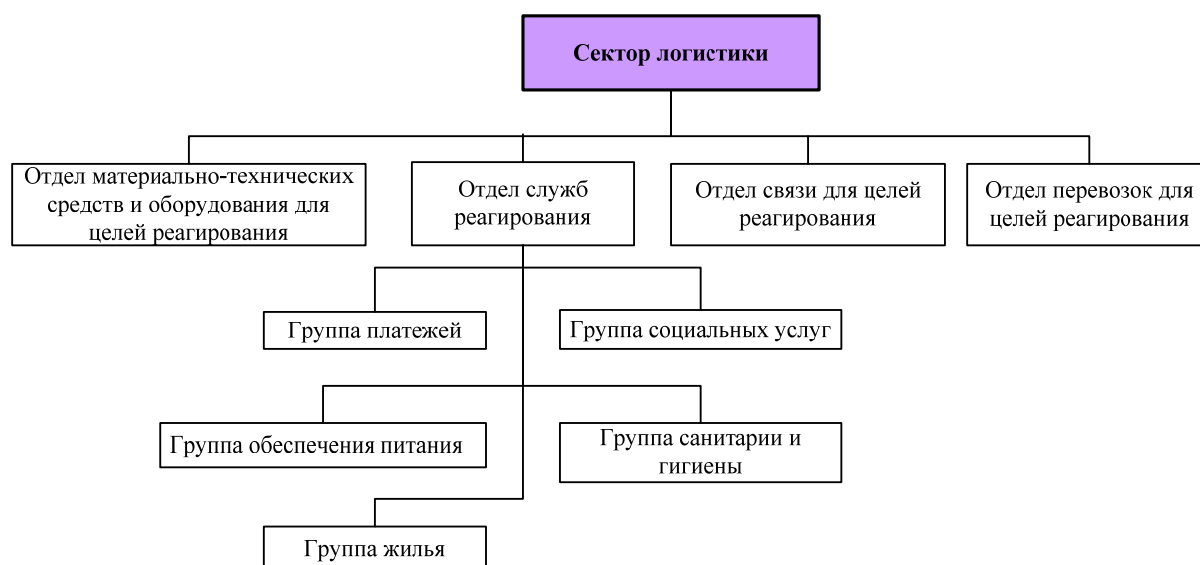 Сектор логистики
Отдел материально-технических
средств и оборудования для
целей реагирования
Отдел служб
реагирования
Отдел связи для целей
реагирования
Отдел перевозок для
целей реагирования
Группа платежей
Группа социальных услуг
Группа обеспечения питания
Группа санитарии и
гигиены
Группа жилья